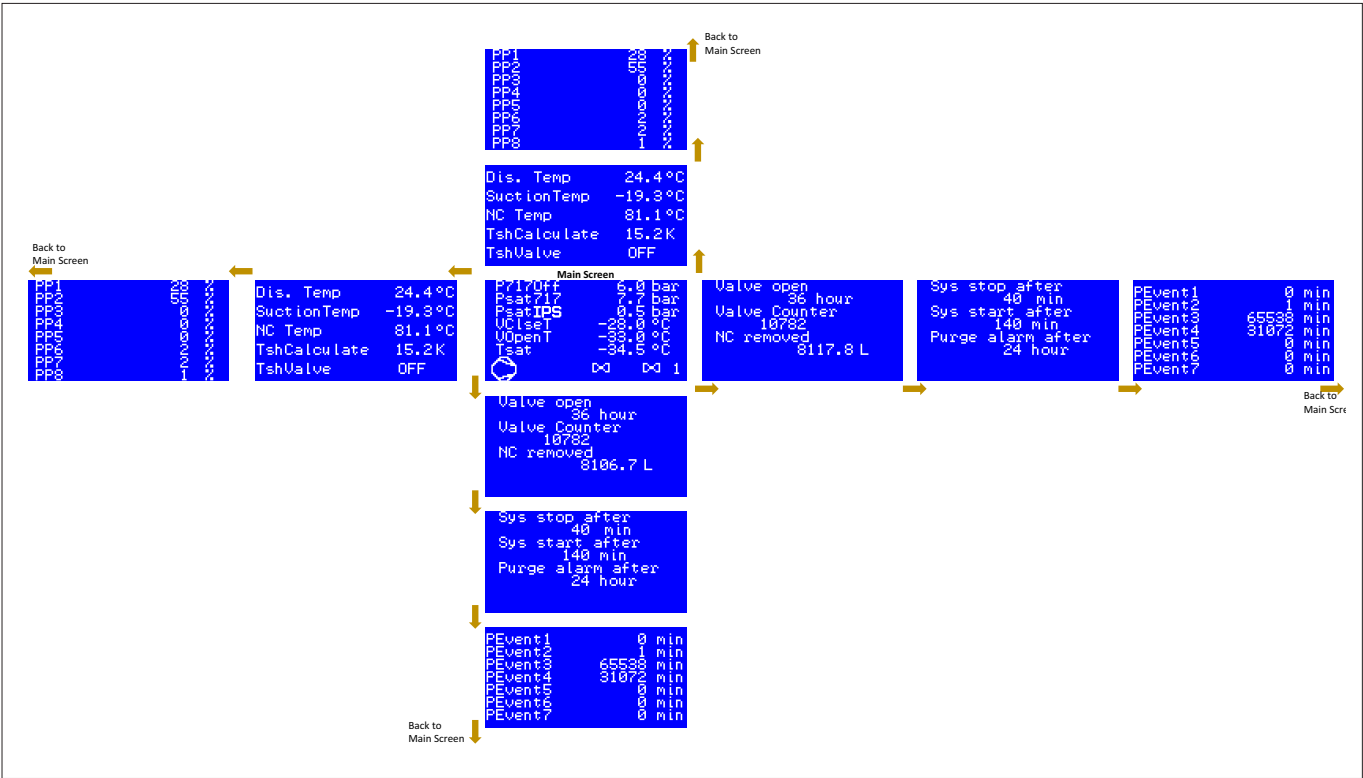 Back to
Main Screen
PP1 28 %
PP2 55 %
PP3 0 %
PP4 0 %
PP5 0 %
PP6 2 %
PP7 2 %
PP8 1 %
Dis. Temp 24.4°C
SuctionTemp -19.3°C
NC Temp 81.1°C
TshCalculate 15.2K
TshValve OFF
Back to
Main Screen
PP1 28 %
PP2 55 %
PP3 0 %
PP4 0 %
PP5 0 %
PP6 2 %
PP7 2 %
PP8 1 %
Dis. Temp 24.4°C
SuctionTemp -19.3°C
NC Temp 81.1°C
TshCalculate 15.2K
TshValve OFF
Main Screen
P717Off 6.0 bar
Psat717 7.7 bar
PsatIPS 0.5 bar
VClseT -28.0 °C
VOpenT -33.0 °C
Tsat -34.5 °C
1
Valve open
36 hour
Valve Counter
10782
NC removed
8117.8 L
Sys stop after
40 min
Sys start after
140 min
Purge alarm after
24 hour
PEvent1 0 min
PEvent2 1 min
PEvent3 65538 min
PEvent4 31072 min
PEvent5 0 min
PEvent6 0 min
PEvent7 0 min
Back to
Main Scre
Valve open
36 hour
Valve Counter
10782
NC removed
8106.7 L
Sys stop after
40 min
Sys start after
140 min
Purge alarm after
24 hour
PEvent1 0 min
PEvent2 1 min
PEvent3 65538 min
PEvent4 31072 min
PEvent5 0 min
PEvent6 0 min
PEvent7 0 min
Back to
Main Screen